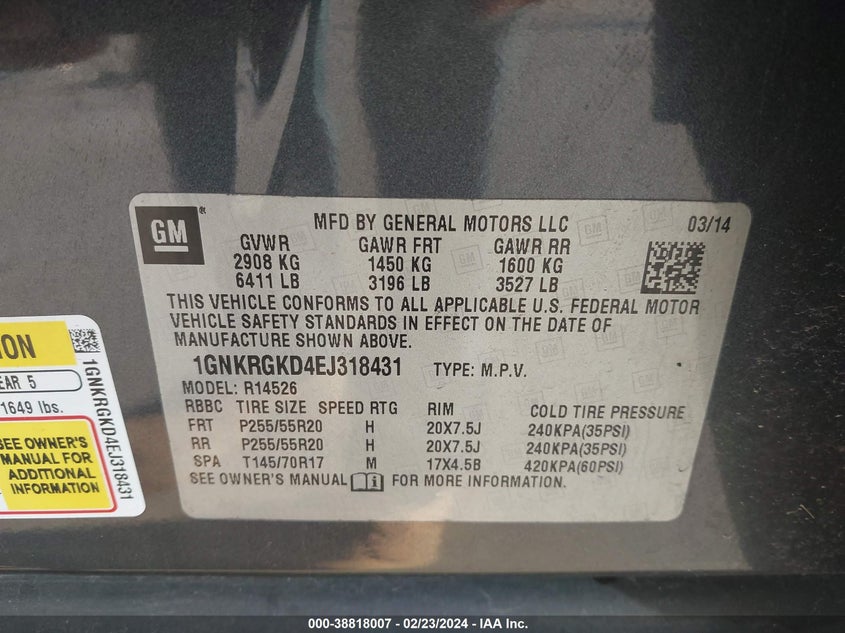 GM ®
MFD BY GENERAL MOTORS LLC 03/14
GVWR GAWR FRT GAWR RR
2908 KG 1450 KG 1600 KG
6411 LB 3196 LB 3527 LB
THIS VEHICLE CONFORMS TO ALL APPLICABLE U.S. FEDERAL MOTOR
VEHICLE SAFETY STANDARDS IN EFFECT ON THE DATE OF
MANUFACTURE SHOWN ABOVE.
1GNKRGKD4EJ318431 TYPE: M.P.V.
MODEL: R14526
RBBC TIRE SIZE SPEED RTG RIM COLD TIRE PRESSURE
FRT P255/55R20 H 20X7.5J 240KPA(35PSI)
RR P255/55R20 H 20X7.5J 240KPA(35PSI)
SPA T145/70R17 M 17X4.5B 420KPA(60PSI)
SEE OWNER'S MANUAL FOR MORE INFORMATION.
ION
EAR 5
1649 lbs.
SEE OWNER'S
MANUAL FOR
ADDITIONAL
INFORMATION
1GNKRGKD4EJ318431
000-38818007 - 02/23/2024 - IAA Inc.